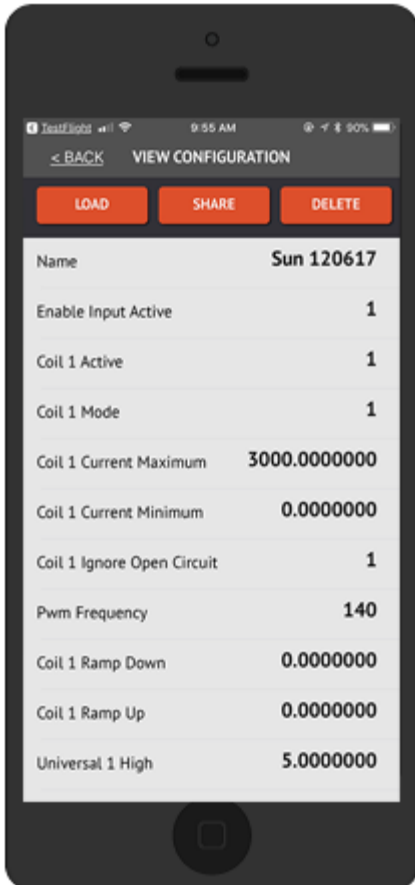 TestFlight 9:55 AM 90%
< BACK VIEW CONFIGURATION
LOAD SHARE DELETE
Name Sun 120617
Enable Input Active 1
Coil 1 Active 1
Coil 1 Mode 1
Coil 1 Current Maximum 3000.0000000
Coil 1 Current Minimum 0.0000000
Coil 1 Ignore Open Circuit 1
Pwm Frequency 140
Coil 1 Ramp Down 0.0000000
Coil 1 Ramp Up 0.0000000
Universal 1 High 5.0000000